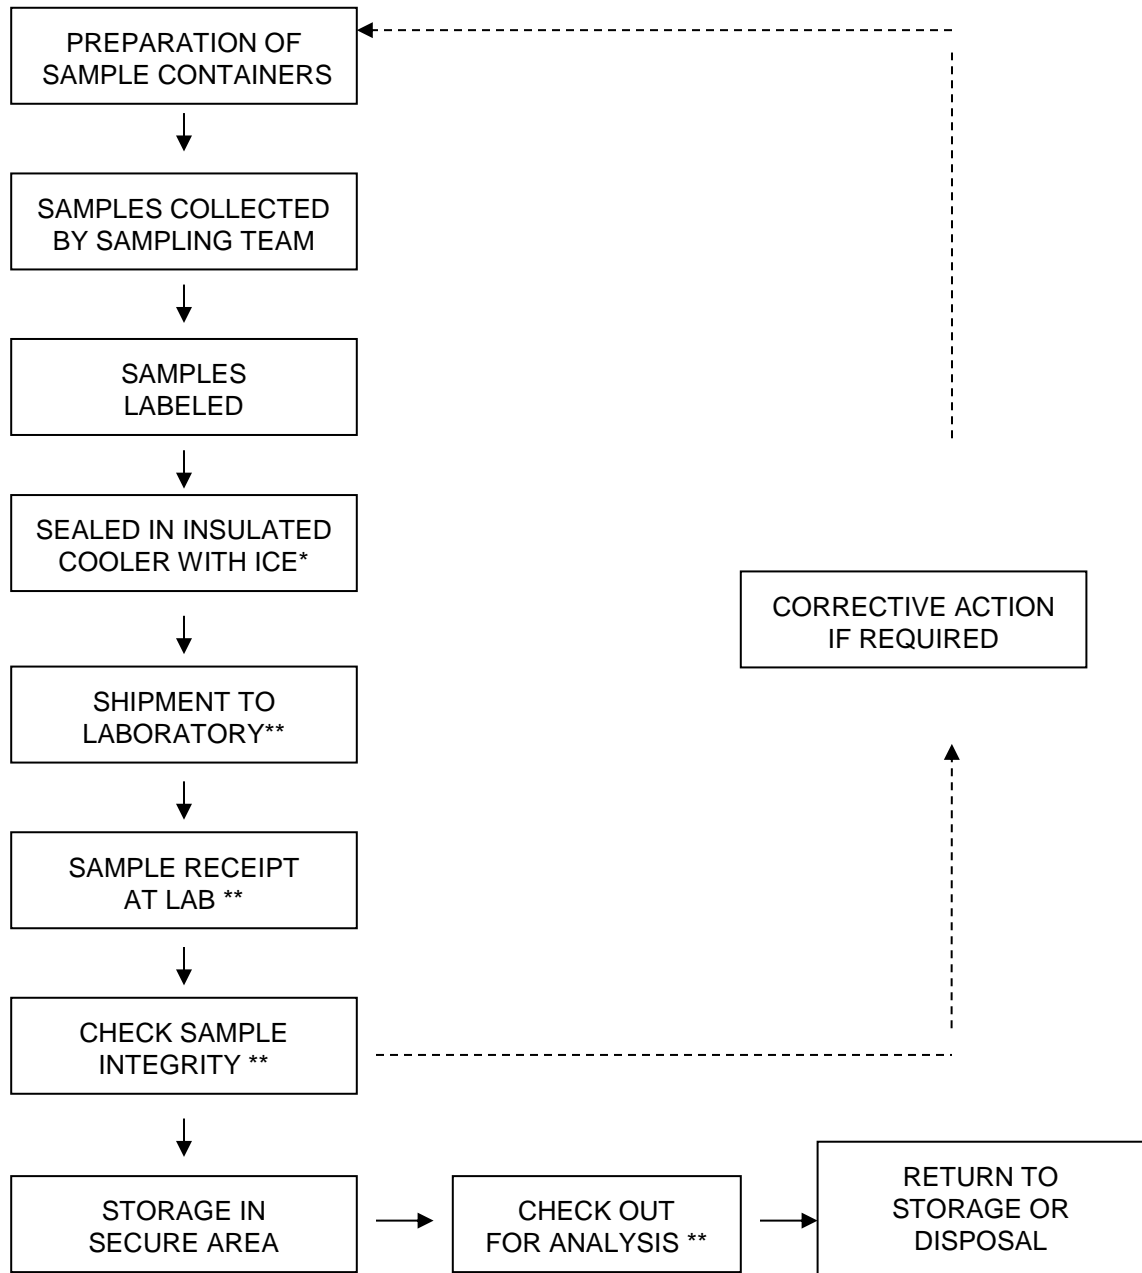 PREPARATION OF
SAMPLE CONTAINERS
SAMPLES COLLECTED
BY SAMPLING TEAM
SAMPLES
LABELED
SEALED IN INSULATED
COOLER WITH ICE*
CORRECTIVE ACTION
IF REQUIRED
SHIPMENT TO
LABORATORY**
SAMPLE RECEIPT
AT LAB **
CHECK SAMPLE
INTEGRITY **
STORAGE IN
SECURE AREA
CHECK OUT
FOR ANALYSIS **
RETURN TO
STORAGE OR
DISPOSAL